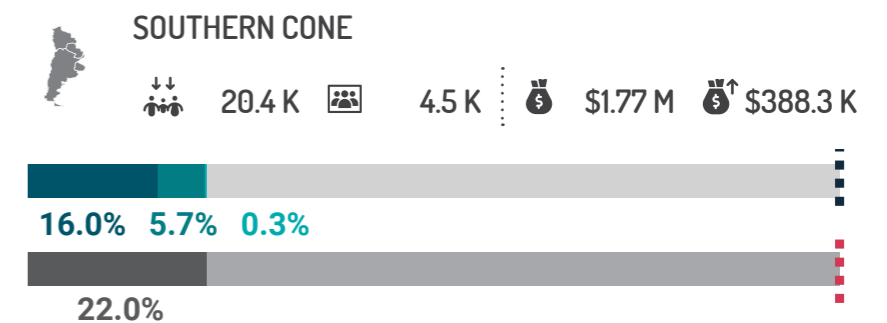 SOUTHERN CONE
20.4 K 4.5 K $1.77 M $388.3 K
16.0% 5.7% 0.3%
22.0%